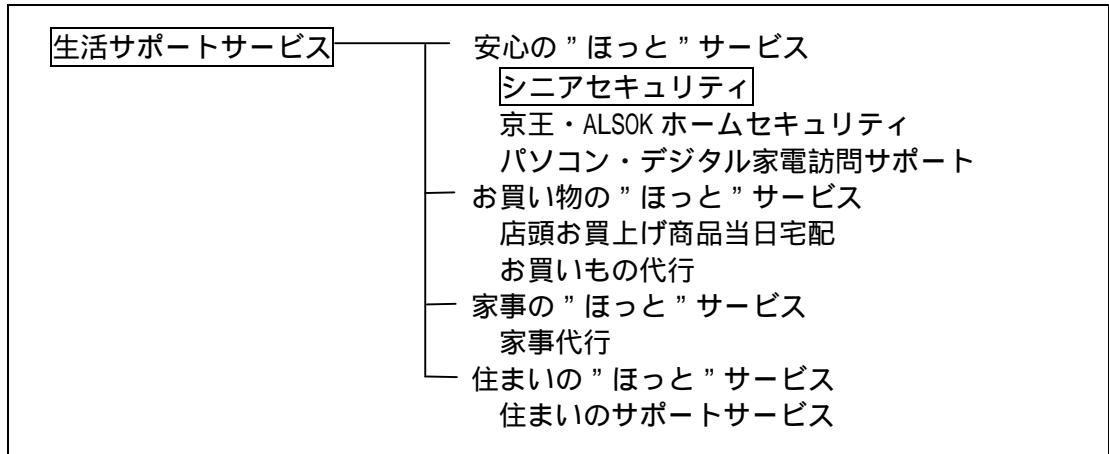 生活サポートサービス 安心の”ほっと”サービス
シニアセキュリティ
京王・ALSOK ホームセキュリティ
パソコン・デジタル家電訪問サポート
お買い物の”ほっと”サービス
店頭お買上げ商品当日宅配
お買いもの代行
家事の”ほっと”サービス
家事代行
住まいの”ほっと”サービス
住まいのサポートサービス